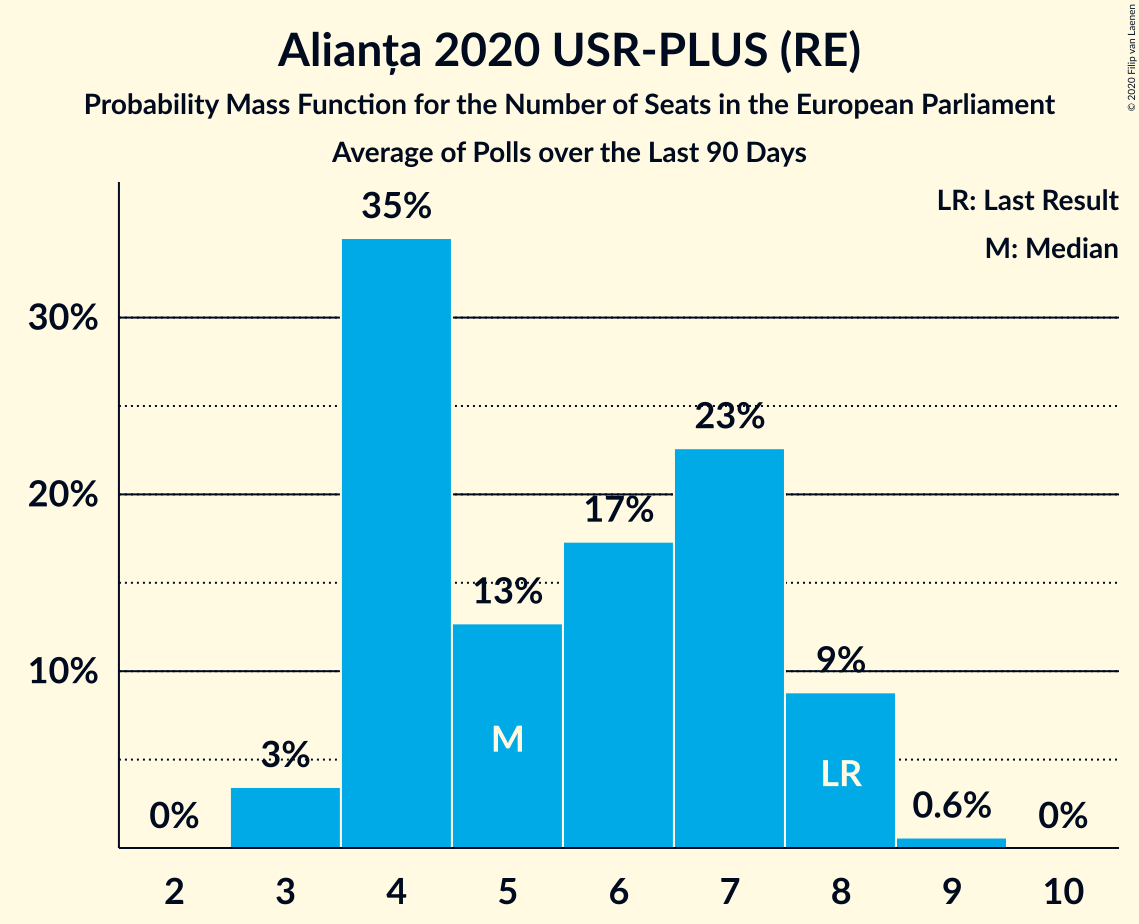 Alianța 2020 USR-PLUS (RE)
Probability Mass Function for the Number of Seats in the European Parliament
Average of Polls over the Last 90 Days
© 2020 Filip van Laenen
LR: Last Result
M: Median
35%
30%
23%
20%
17%
13%
10%
9%
M
3%
LR
0%
0.6%
0%
2 3 4 5 6 7 8 9 10